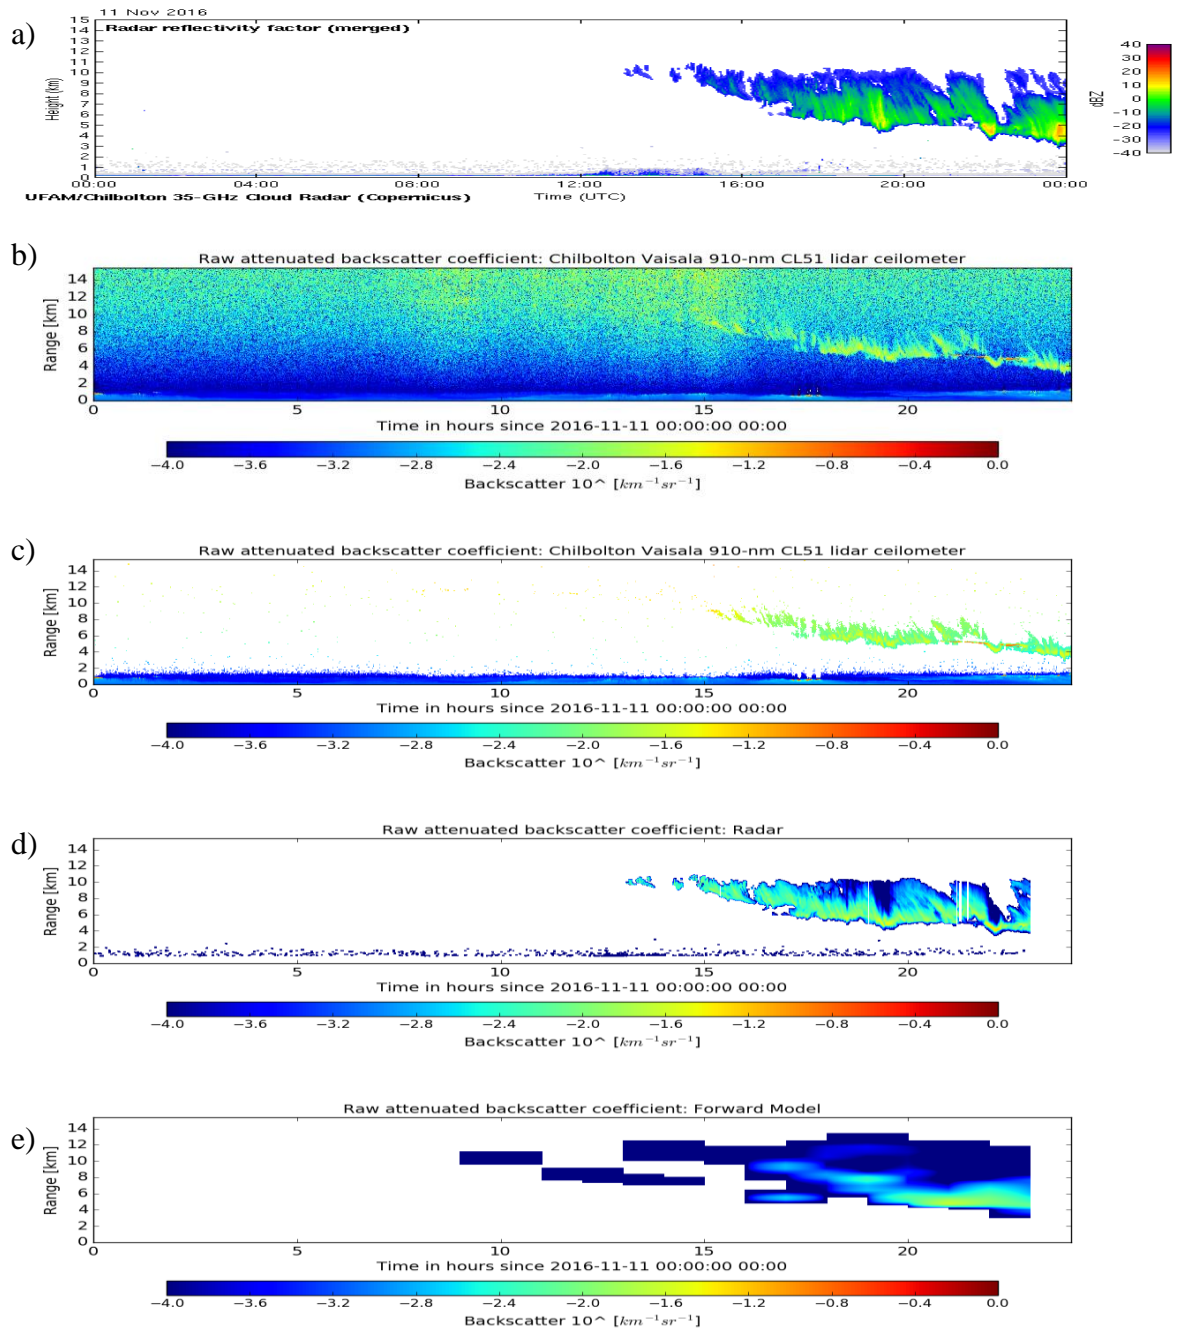 a)
11 Nov 2016
Radar reflectivity factor (merged)
Height (km)
15
14
13
12
11
10
9
8
7
6
5
4
3
2
1
0
00:00 04:00 08:00 12:00 16:00 20:00 00:00
UFAM/Chilbolton 35-GHz Cloud Radar (Copernicus) Time (UTC)
40
30
20
10
0
-10
-20
-30
-40
dBZ
b)
Raw attenuated backscatter coefficient: Chilbolton Vaisala 910-nm CL51 lidar ceilometer
Range [km]
14
12
10
8
6
4
2
0
0 5 10 15 20
Time in hours since 2016-11-11 00:00:00 00:00
−4.0 −3.6 −3.2 −2.8 −2.4 −2.0 −1.6 −1.2 −0.8 −0.4 0.0
Backscatter 10^ [km⁻¹sr⁻¹]
c)
Raw attenuated backscatter coefficient: Chilbolton Vaisala 910-nm CL51 lidar ceilometer
Range [km]
14
12
10
8
6
4
2
0
0 5 10 15 20
Time in hours since 2016-11-11 00:00:00 00:00
−4.0 −3.6 −3.2 −2.8 −2.4 −2.0 −1.6 −1.2 −0.8 −0.4 0.0
Backscatter 10^ [km⁻¹sr⁻¹]
d)
Raw attenuated backscatter coefficient: Radar
Range [km]
14
12
10
8
6
4
2
0
0 5 10 15 20
Time in hours since 2016-11-11 00:00:00 00:00
−4.0 −3.6 −3.2 −2.8 −2.4 −2.0 −1.6 −1.2 −0.8 −0.4 0.0
Backscatter 10^ [km⁻¹sr⁻¹]
e)
Raw attenuated backscatter coefficient: Forward Model
Range [km]
14
12
10
8
6
4
2
0
0 5 10 15 20
Time in hours since 2016-11-11 00:00:00 00:00
−4.0 −3.6 −3.2 −2.8 −2.4 −2.0 −1.6 −1.2 −0.8 −0.4 0.0
Backscatter 10^ [km⁻¹sr⁻¹]